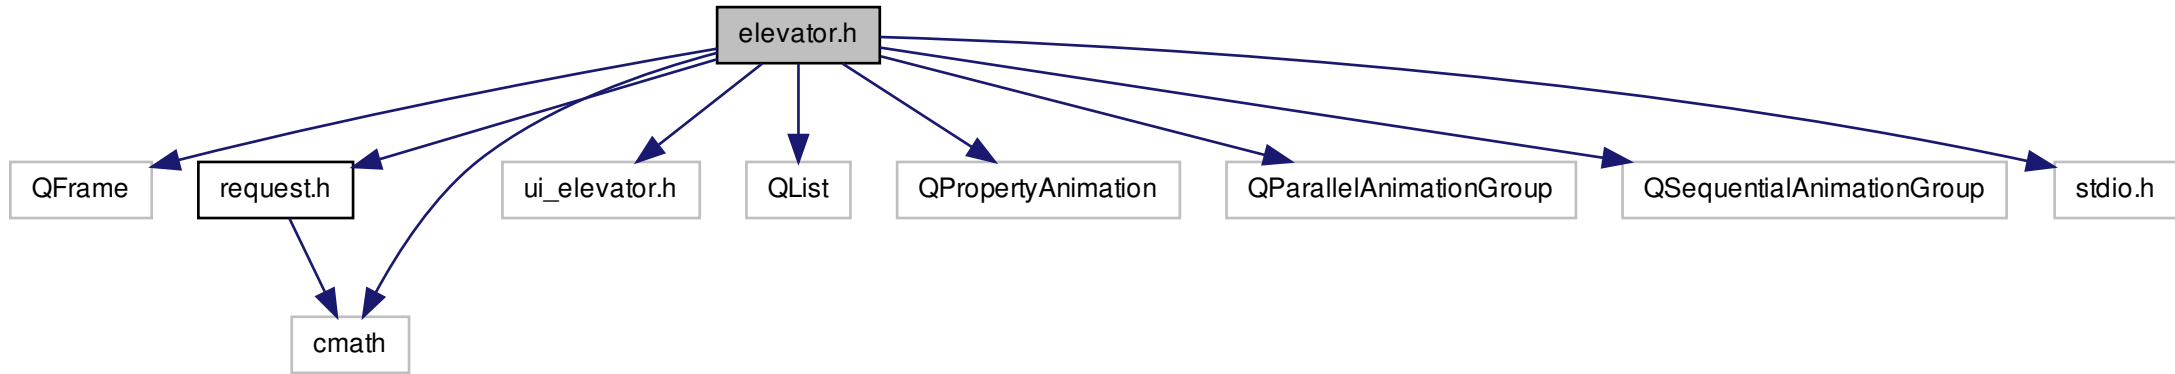 elevator.h
QFrame
request.h
ui_elevator.h
QList
QPropertyAnimation
QParallelAnimationGroup
QSequentialAnimationGroup
stdio.h
cmath